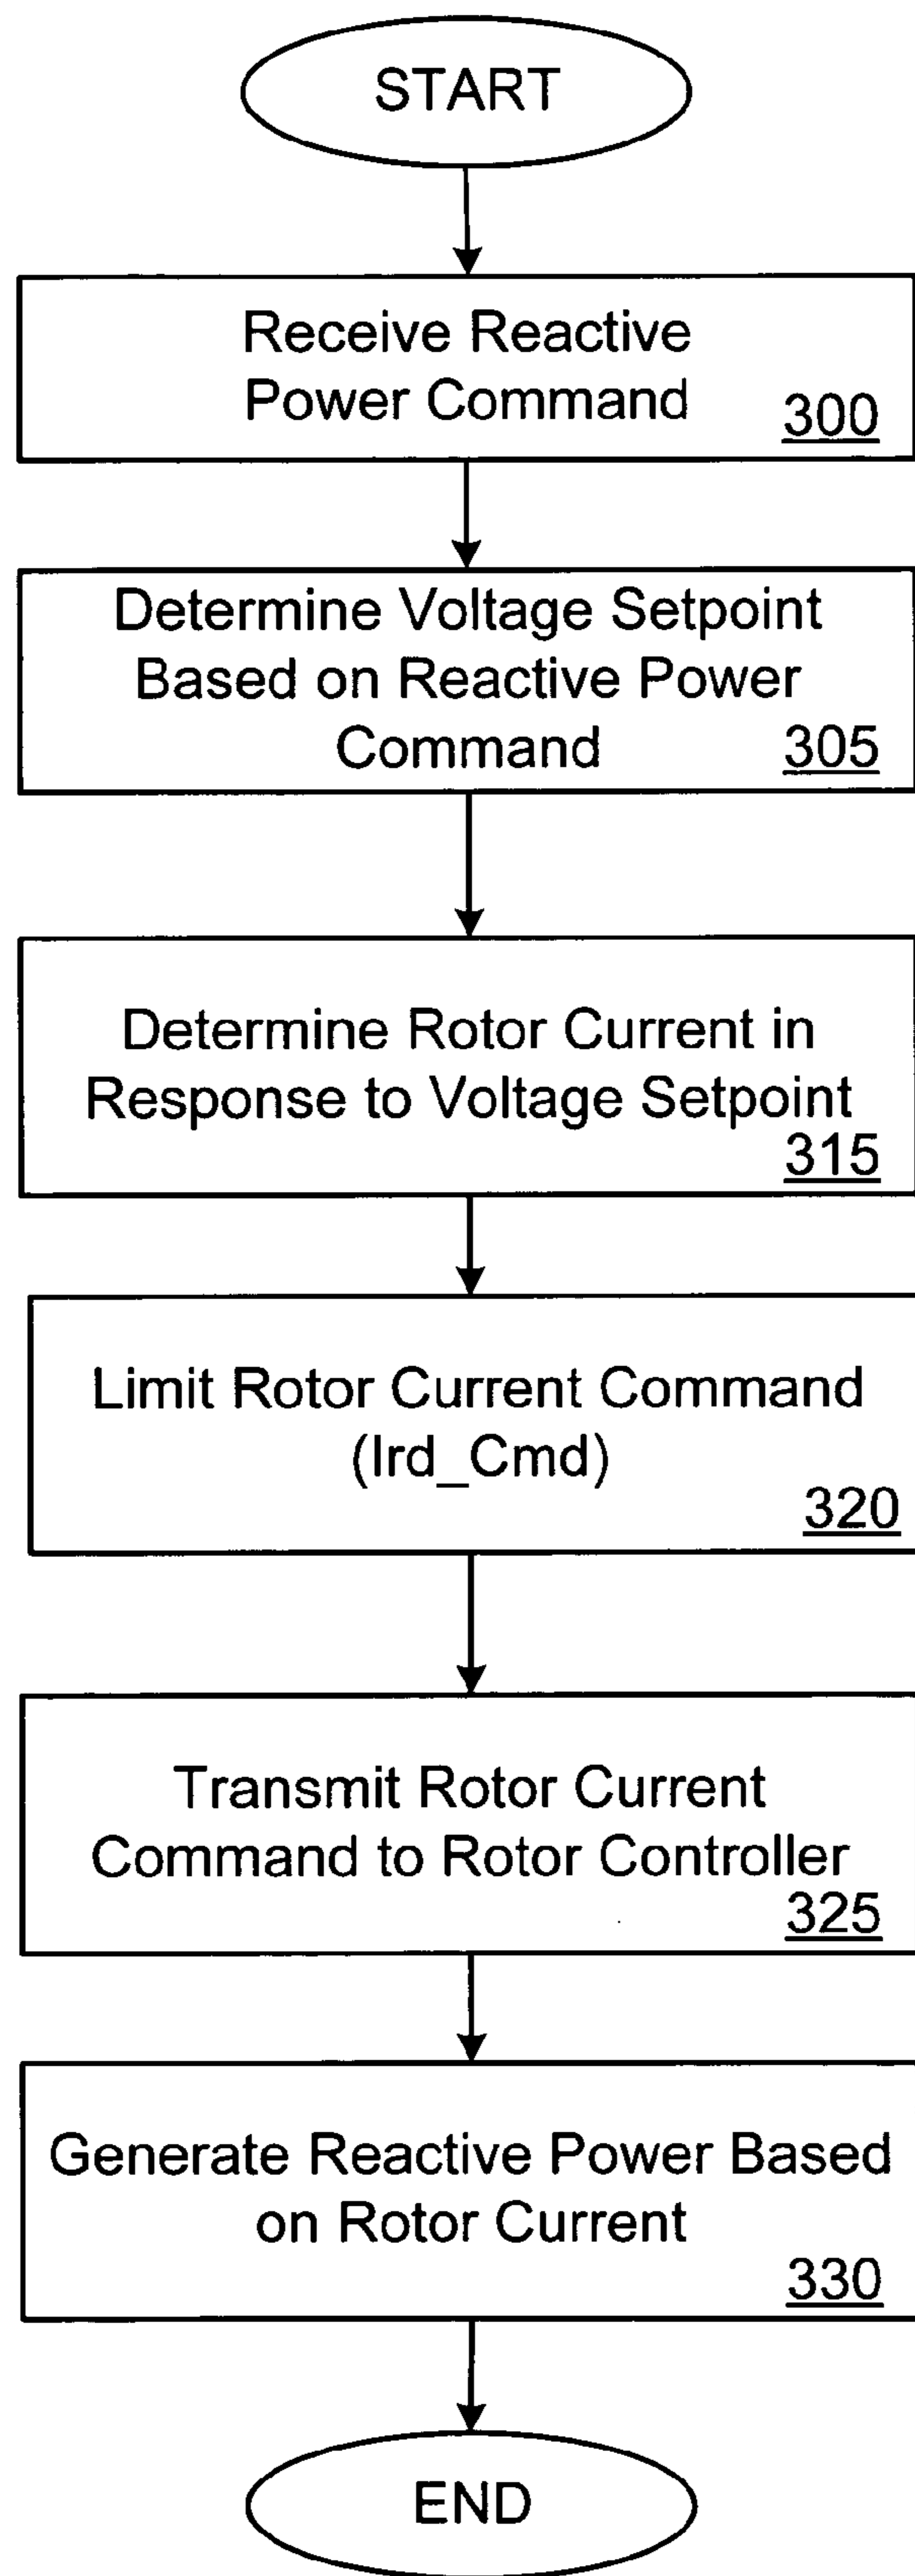 START
Receive Reactive
Power Command
300
Determine Voltage Setpoint
Based on Reactive Power
Command
305
Determine Rotor Current in
Response to Voltage Setpoint
315
Limit Rotor Current Command
(Ird_Cmd)
320
Transmit Rotor Current
Command to Rotor Controller
325
Generate Reactive Power Based
on Rotor Current
330
END